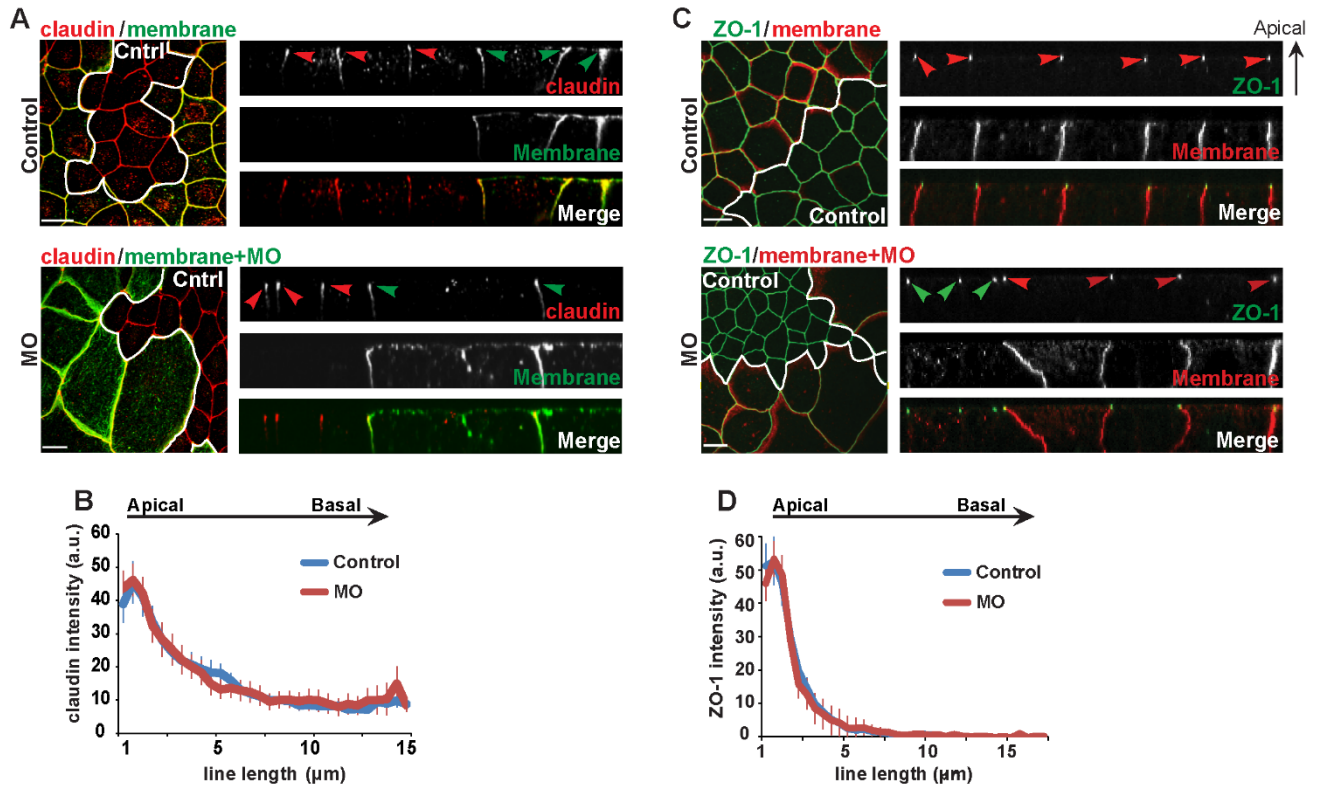 A
claudin/membrane
Cntrl
Control
claudin
Membrane
Merge
claudin/membrane+MO
Cntrl
MO
claudin
Membrane
Merge
B
Apical Basal
60
50
40
30
20
10
0
claudin intensity (a.u.)
Control
MO
1 5 10 15
line length (µm)
C
ZO-1/membrane
Apical
Control
Control
ZO-1
Membrane
Merge
ZO-1/membrane+MO
Control
MO
ZO-1
Membrane
Merge
D
Apical Basal
60
50
40
30
20
10
0
ZO-1 intensity (a.u.)
Control
MO
1 5 10 15
line length (µm)